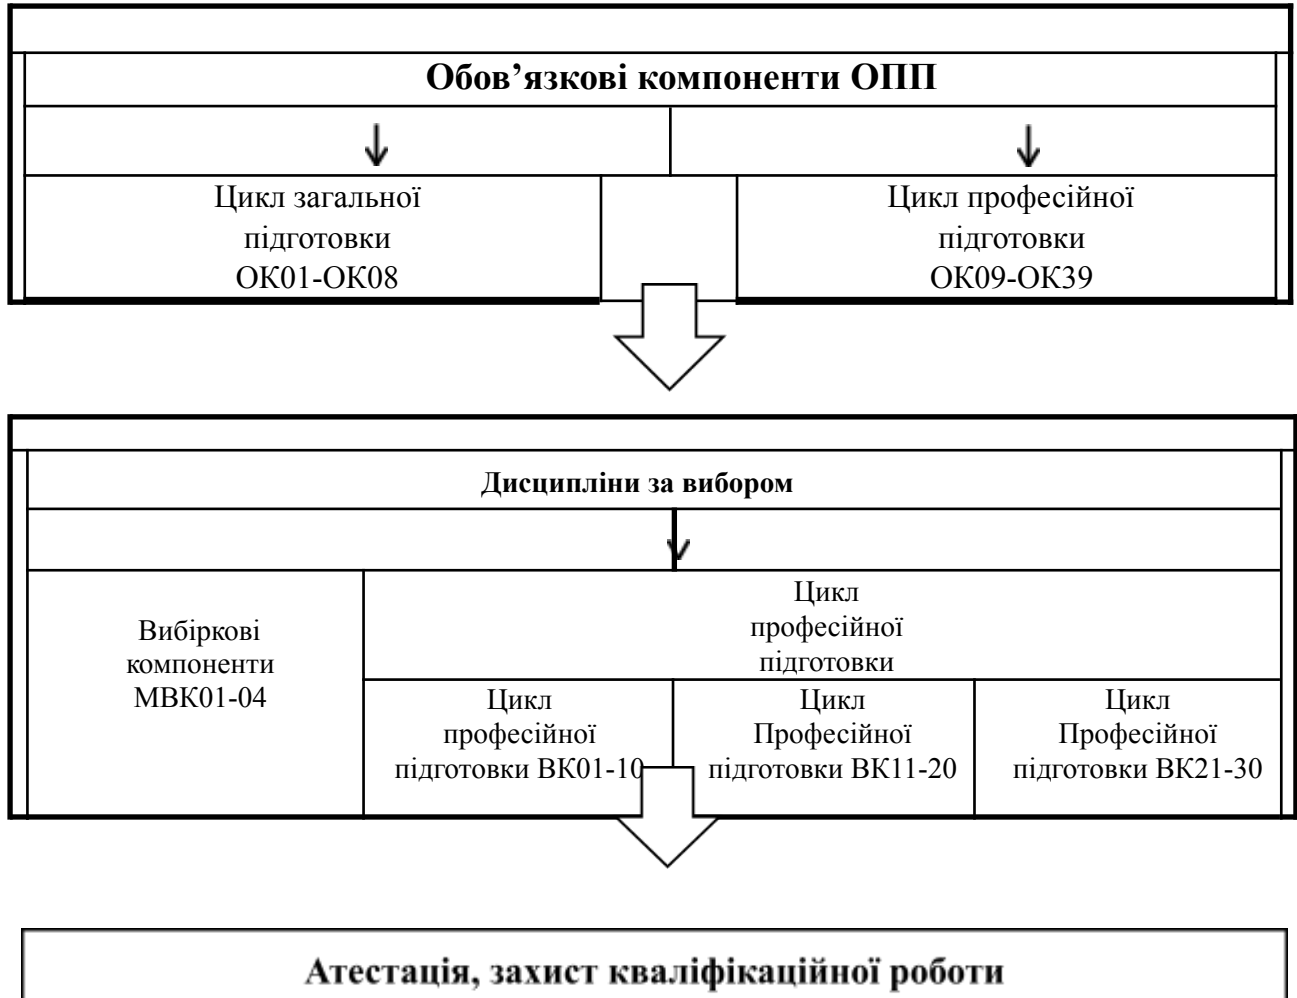 Обов’язкові компоненти ОПП
Цикл загальної
підготовки
ОК01-ОК08
Цикл професійної
підготовки
ОК09-ОК39
Дисципліни за вибором
Вибіркові
компоненти
МВК01-04
Цикл
професійної
підготовки
Цикл
професійної
підготовки ВК01-10
Цикл
Професійної
підготовки ВК11-20
Цикл
Професійної
підготовки ВК21-30
Атестація, захист кваліфікаційної роботи